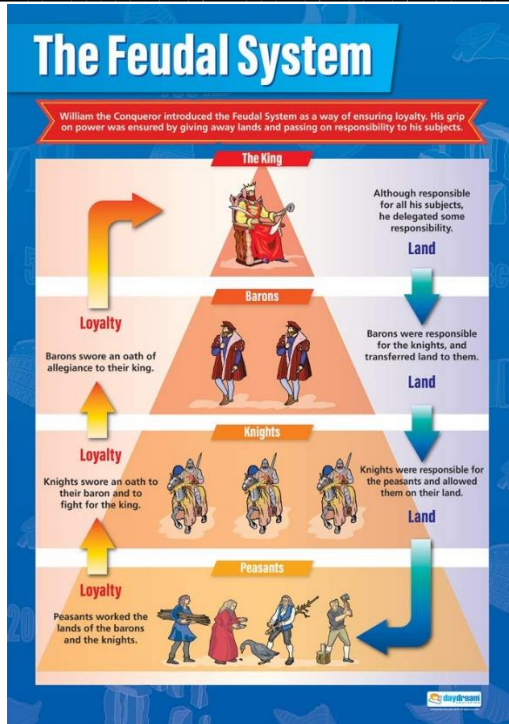 The Feudal System
William the Conqueror introduced the Feudal System as a way of ensuring loyalty. His grip
on power was ensured by giving away lands and passing on responsibility to his subjects.
The King
Although responsible
for all his subjects,
he delegated some
responsibility.
Land
Barons
Loyalty
Barons swore an oath of
allegiance to their king.
Barons were responsible
for the knights, and
transferred land to them.
Land
Knights
Loyalty
Knights swore an oath to
their baron and to
fight for the king.
Knights were responsible for
the peasants and allowed
them on their land.
Land
Peasants
Loyalty
Peasants worked the
lands of the barons
and the knights.
daydream